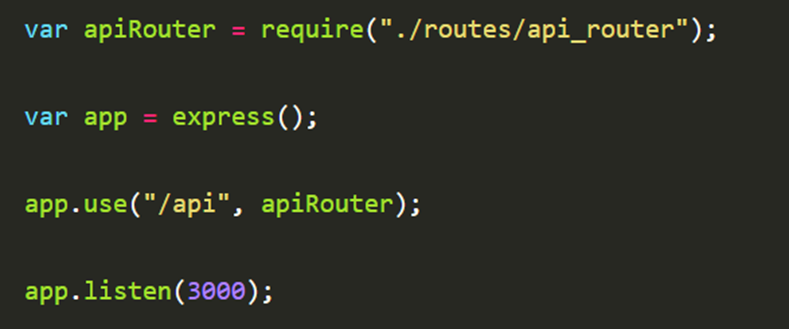 var apiRouter = require("./routes/api_router");
var app = express();
app.use("/api", apiRouter);
app.listen(3000);